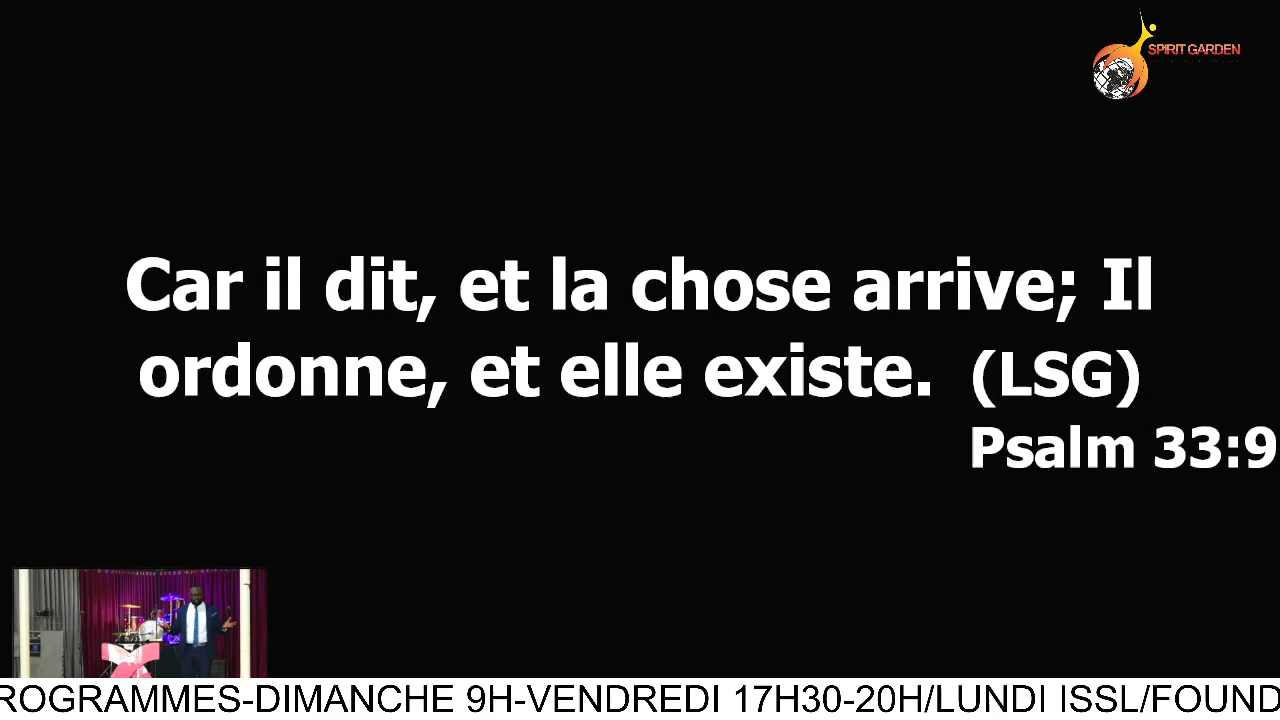 SPIRIT GARDEN
Car il dit, et la chose arrive; Il
ordonne, et elle existe. (LSG)
Psalm 33:9
ROGRAMMES-DIMANCHE 9H-VENDREDI 17H30-20H/LUNDI ISSL/FOUND